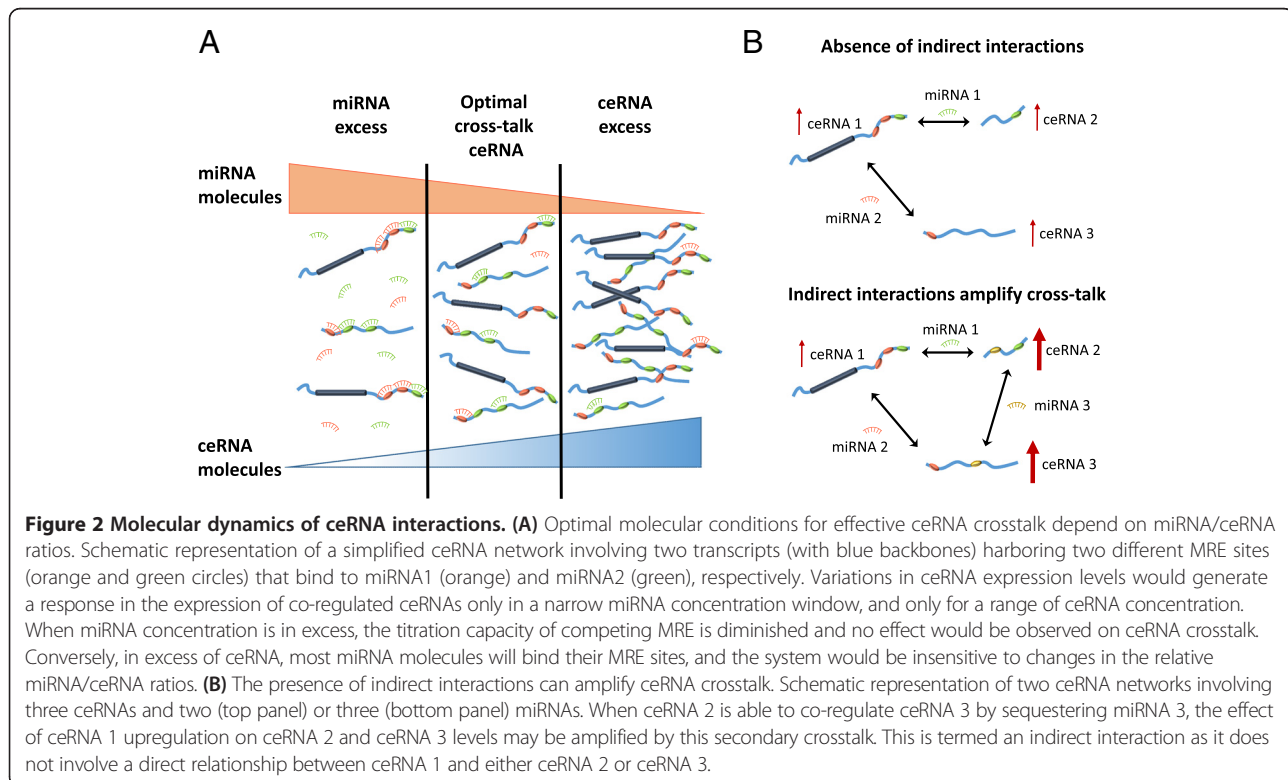 A
miRNA
excess
Optimal
cross-talk
ceRNA
ceRNA
excess
miRNA
molecules
ceRNA
molecules
B
Absence of indirect interactions
miRNA 1
ceRNA 1
ceRNA 2
miRNA 2
ceRNA 3
Indirect interactions amplify cross-talk
miRNA 1
ceRNA 1
ceRNA 2
miRNA 3
miRNA 2
ceRNA 3
Figure 2 Molecular dynamics of ceRNA interactions. (A) Optimal molecular conditions for effective ceRNA crosstalk depend on miRNA/ceRNA
ratios. Schematic representation of a simplified ceRNA network involving two transcripts (with blue backbones) harboring two different MRE sites
(orange and green circles) that bind to miRNA1 (orange) and miRNA2 (green), respectively. Variations in ceRNA expression levels would generate
a response in the expression of co-regulated ceRNAs only in a narrow miRNA concentration window, and only for a range of ceRNA concentration.
When miRNA concentration is in excess, the titration capacity of competing MRE is diminished and no effect would be observed on ceRNA crosstalk.
Conversely, in excess of ceRNA, most miRNA molecules will bind their MRE sites, and the system would be insensitive to changes in the relative
miRNA/ceRNA ratios. (B) The presence of indirect interactions can amplify ceRNA crosstalk. Schematic representation of two ceRNA networks involving
three ceRNAs and two (top panel) or three (bottom panel) miRNAs. When ceRNA 2 is able to co-regulate ceRNA 3 by sequestering miRNA 3, the effect
of ceRNA 1 upregulation on ceRNA 2 and ceRNA 3 levels may be amplified by this secondary crosstalk. This is termed an indirect interaction as it does
not involve a direct relationship between ceRNA 1 and either ceRNA 2 or ceRNA 3.